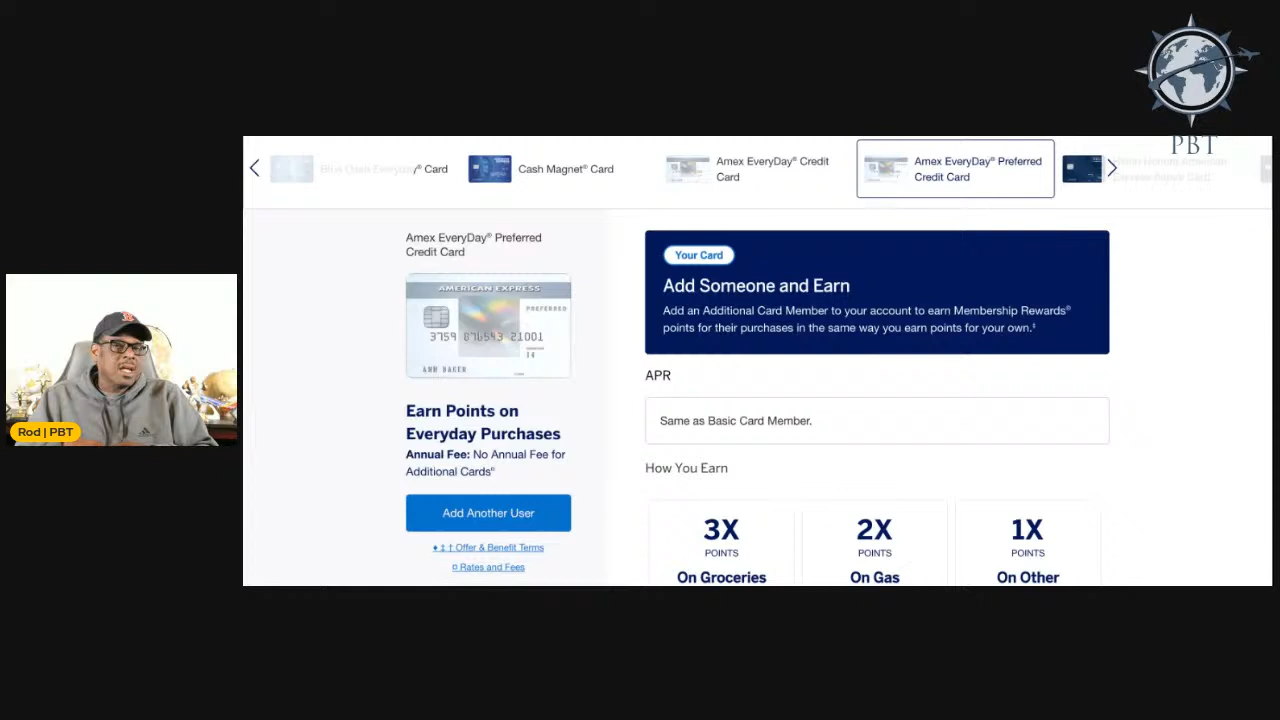 PBT
Card
Cash Magnet® Card
Amex EveryDay® Credit
Card
Amex EveryDay® Preferred
Credit Card
Amex EveryDay® Preferred
Credit Card
AMERICAN EXPRESS
PREFERRED
3759 876543 21001
14
ANN BAKER
Earn Points on
Everyday Purchases
Annual Fee: No Annual Fee for
Additional Cards¤
Add Another User
♦ ‡ † Offer & Benefit Terms
¤ Rates and Fees
Your Card
Add Someone and Earn
Add an Additional Card Member to your account to earn Membership Rewards®
points for their purchases in the same way you earn points for your own.‡
APR
Same as Basic Card Member.
How You Earn
3X
POINTS
On Groceries
2X
POINTS
On Gas
1X
POINTS
On Other
Rod | PBT